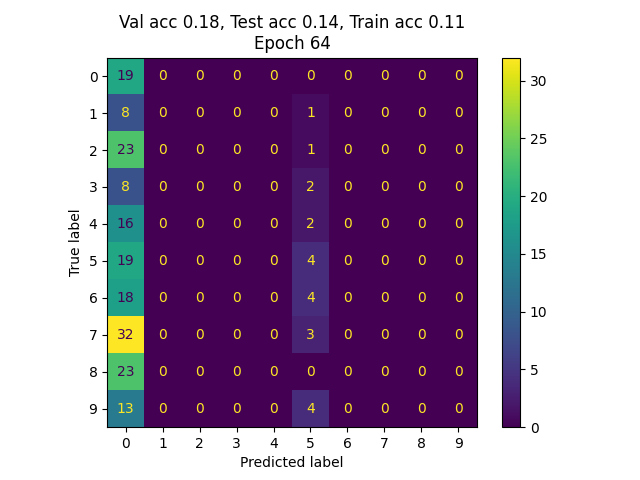 Val acc 0.18, Test acc 0.14, Train acc 0.11
Epoch 64
0 19 0 0 0 0 0 0 0 0 0
1 8 0 0 0 0 1 0 0 0 0
2 23 0 0 0 0 1 0 0 0 0
3 8 0 0 0 0 2 0 0 0 0
4 16 0 0 0 0 2 0 0 0 0
5 19 0 0 0 0 4 0 0 0 0
6 18 0 0 0 0 4 0 0 0 0
7 32 0 0 0 0 3 0 0 0 0
8 23 0 0 0 0 0 0 0 0 0
9 13 0 0 0 0 4 0 0 0 0
0 1 2 3 4 5 6 7 8 9
Predicted label
True label
30
25
20
15
10
5
0